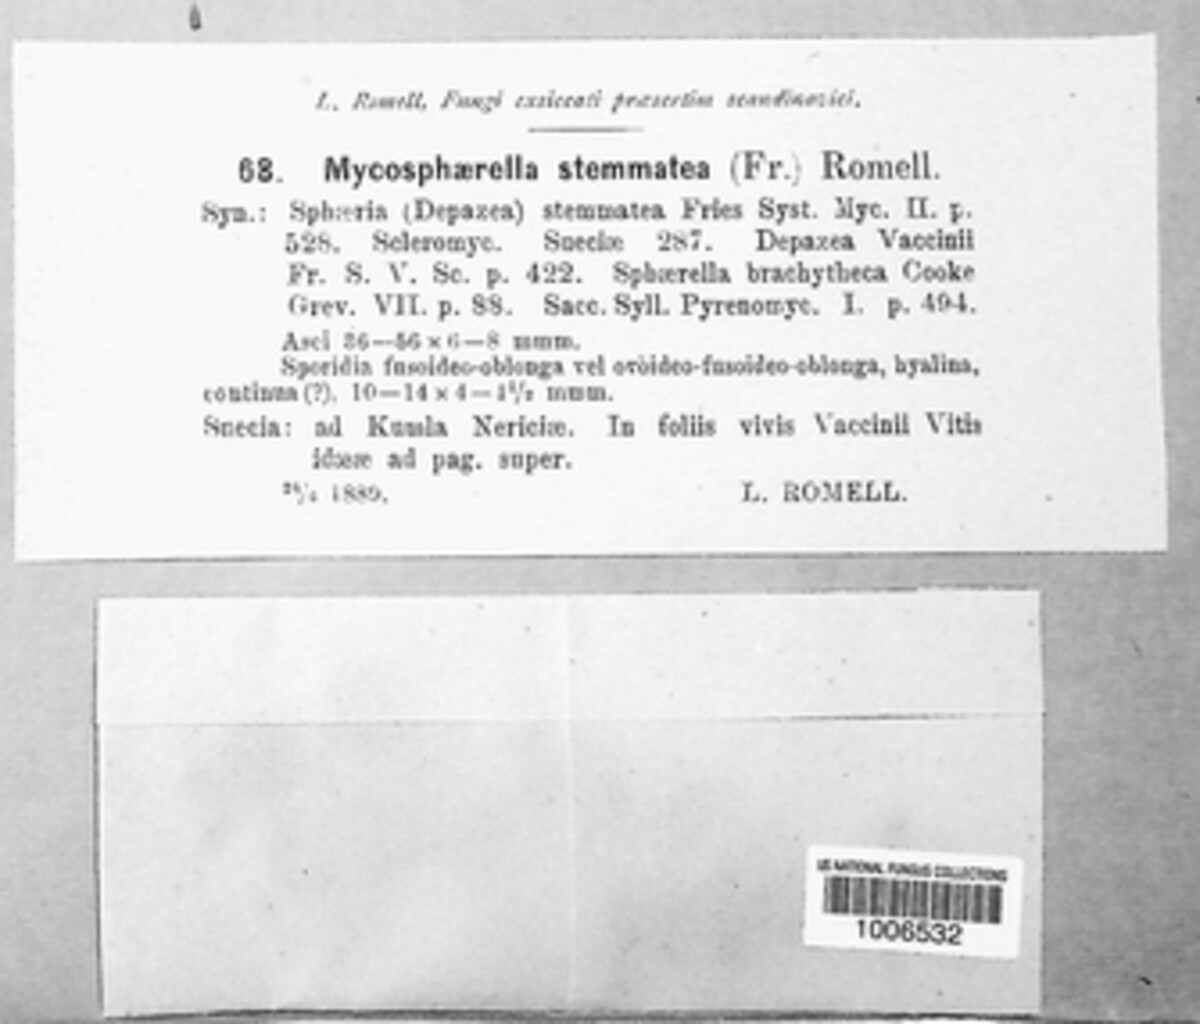 L. Romell, Fungi exsiccati præsertim scandinavici.
68. Mycosphærella stemmatea (Fr.) Romell.
Syn.: Sphæria (Depazea) stemmatea Fries Syst. Myc. II. p.
528. Scleromyc. Sueciæ 287. Depazea Vaccinii
Fr. S. V. Sc. p. 422. Sphærella brachytheca Cooke
Grev. VII. p. 88. Sacc. Syll. Pyrenomyc. I. p. 494.
Asci 36—56 × 6—8 mmm.
Sporidia fusoideo-oblonga vel ovoideo-fusoideo-oblonga, hyalina,
continua (?), 10—14 × 4—4½ mmm.
Suecia: ad Kumla Nericiæ. In foliis vivis Vaccinii Vitis
idææ ad pag. super.
1889. L. ROMELL.
US NATIONAL FUNGUS COLLECTIONS
1006532